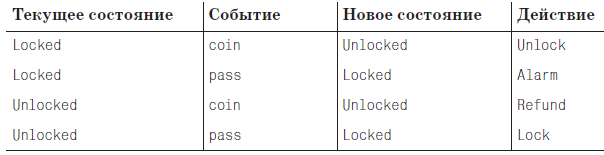 Текущее состояние Событие Новое состояние Действие
Locked coin Unlocked Unlock
Locked pass Locked Alarm
Unlocked coin Unlocked Refund
Unlocked pass Locked Lock